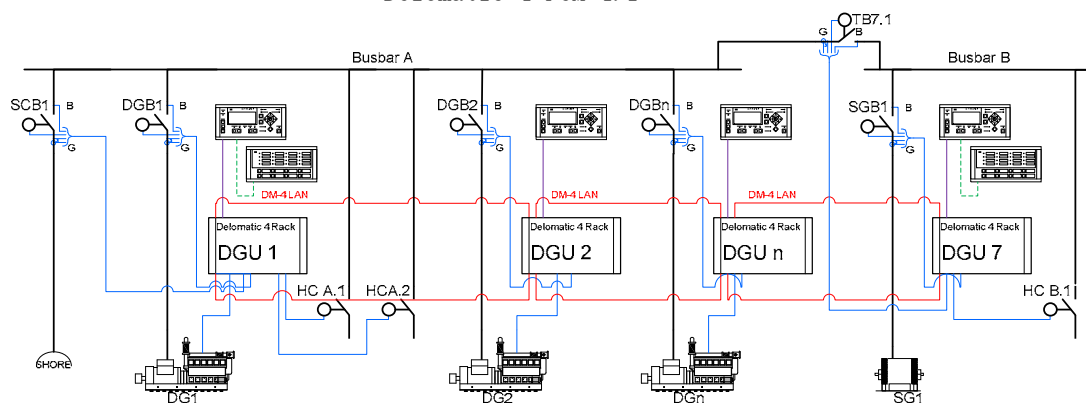 TB7.1
G
B
Busbar A
Busbar B
SCB1
B
G
DGB1
B
G
DGB2
B
G
DGBn
B
G
SGB1
B
G
DM-4 LAN
DM-4 LAN
DM-4 LAN
Delomatic 4 Rack
DGU 1
Delomatic 4 Rack
DGU 2
Delomatic 4 Rack
DGU n
Delomatic 4 Rack
DGU 7
HC A.1
HCA.2
HC B.1
SHORE
DG1
DG2
DGn
SG1